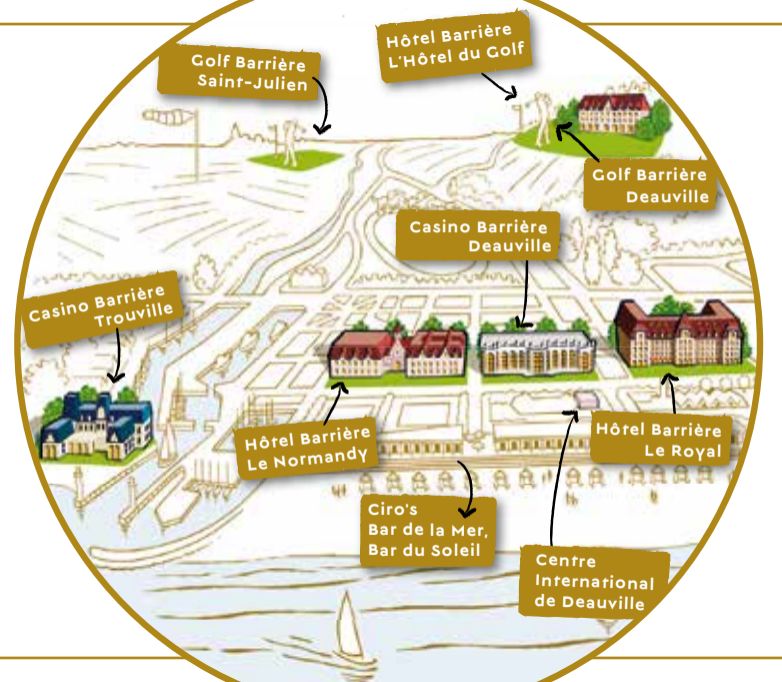 Golf Barrière
Saint-Julien
Hôtel Barrière
L'Hôtel du Golf
Golf Barrière
Deauville
Casino Barrière
Deauville
Casino Barrière
Trouville
Hôtel Barrière
Le Normandy
Hôtel Barrière
Le Royal
Ciro's
Bar de la Mer,
Bar du Soleil
Centre
International
de Deauville